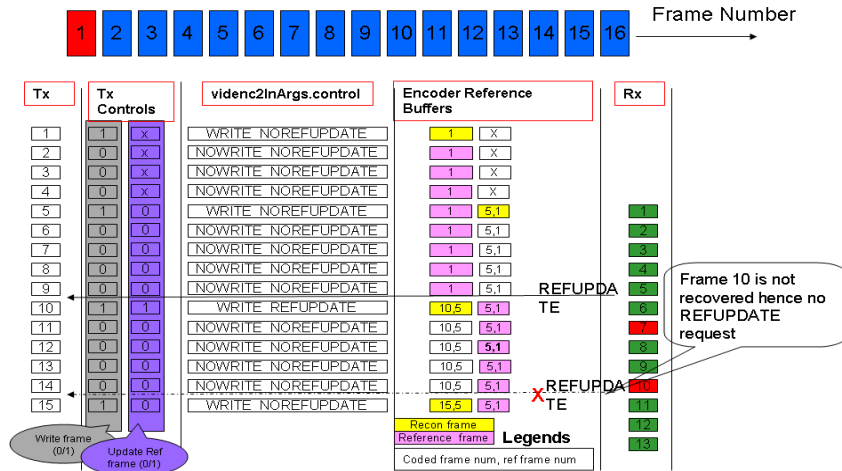 1 2 3 4 5 6 7 8 9 10 11 12 13 14 15 16 Frame Number
Tx
Tx
Controls
videnc2InArgs.control
Encoder Reference
Buffers
Rx
1 1 x WRITE NOREFUPDATE 1 X
2 0 x NOWRITE NOREFUPDATE 1 X
3 0 x NOWRITE NOREFUPDATE 1 X
4 0 x NOWRITE NOREFUPDATE 1 X
5 1 0 WRITE NOREFUPDATE 1 5,1 1
6 0 0 NOWRITE NOREFUPDATE 1 5,1 2
7 0 0 NOWRITE NOREFUPDATE 1 5,1 3
8 0 0 NOWRITE NOREFUPDATE 1 5,1 4
9 0 0 NOWRITE NOREFUPDATE 1 5,1 5
10 1 1 WRITE REFUPDATE 10,5 5,1 6
11 0 0 NOWRITE NOREFUPDATE 10,5 5,1 7
12 0 0 NOWRITE NOREFUPDATE 10,5 5,1 8
13 0 0 NOWRITE NOREFUPDATE 10,5 5,1 9
14 0 0 NOWRITE NOREFUPDATE 10,5 5,1 10
15 1 0 WRITE NOREFUPDATE 15,5 5,1 11
12
13
REFUPDA
TE
X REFUPDA
TE
Frame 10 is not
recovered hence no
REFUPDATE
request
Write frame
(0/1)
Update Ref
frame (0/1)
Recon frame
Reference frame
Legends
Coded frame num, ref frame num